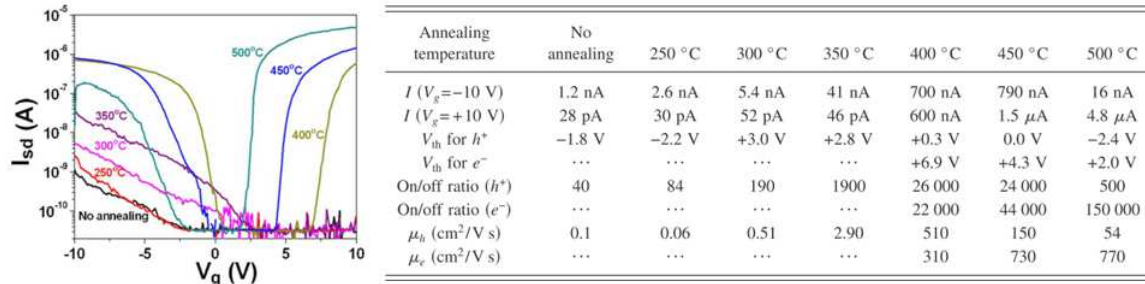 10⁻⁵
10⁻⁶
10⁻⁷
10⁻⁸
10⁻⁹
10⁻¹⁰
I_sd (A)
500°C
450°C
400°C
350°C
300°C
250°C
No annealing
-10 -5 0 5 10
V_g (V)
Annealing temperature No annealing 250 °C 300 °C 350 °C 400 °C 450 °C 500 °C
I (V_g=−10 V) 1.2 nA 2.6 nA 5.4 nA 41 nA 700 nA 790 nA 16 nA
I (V_g=+10 V) 28 pA 30 pA 52 pA 46 pA 600 nA 1.5 μA 4.8 μA
V_th for h⁺ −1.8 V −2.2 V +3.0 V +2.8 V +0.3 V 0.0 V −2.4 V
V_th for e⁻ ⋯ ⋯ ⋯ ⋯ +6.9 V +4.3 V +2.0 V
On/off ratio (h⁺) 40 84 190 1900 26 000 24 000 500
On/off ratio (e⁻) ⋯ ⋯ ⋯ ⋯ 22 000 44 000 150 000
μ_h (cm²/V s) 0.1 0.06 0.51 2.90 510 150 54
μ_e (cm²/V s) ⋯ ⋯ ⋯ ⋯ 310 730 770